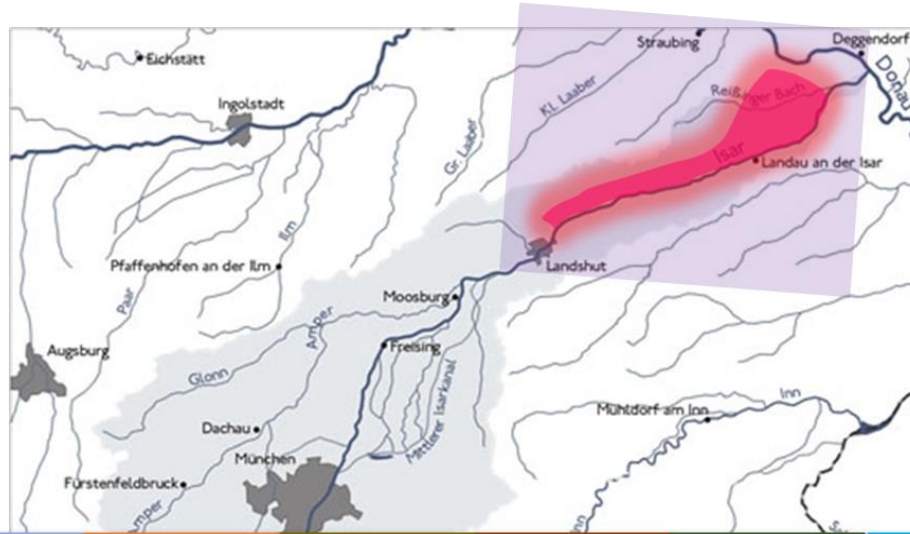 Eichstätt
Straubing
Deggendorf
Donau
Ingolstadt
Kl. Laaber
Reißinger Bach
Gr. Laaber
Isar
Landau an der Isar
Ilm
Pfaffenhofen an der Ilm
Landshut
Paar
Moosburg
Amper
Augsburg
Freising
Glonn
Mittlerer Isarkanal
Inn
Mühldorf am Inn
Dachau
München
Fürstenfeldbruck